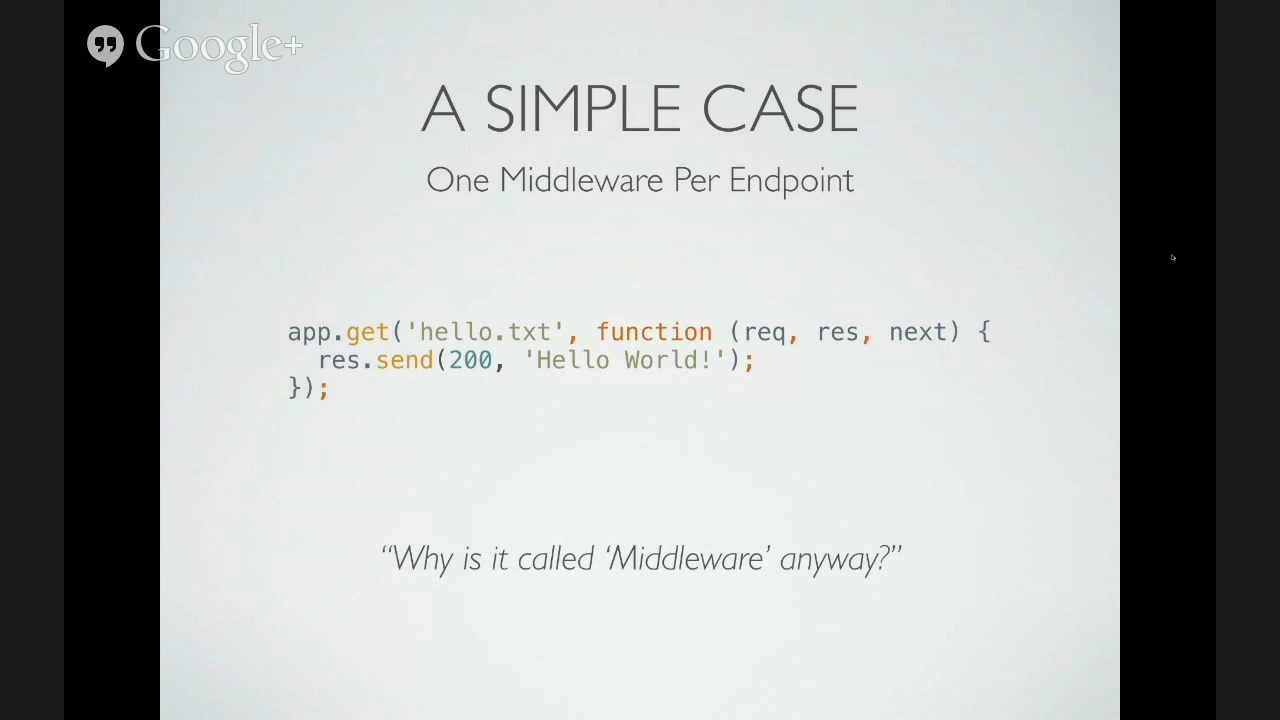 Google+
A SIMPLE CASE
One Middleware Per Endpoint
app.get('hello.txt', function (req, res, next) {
  res.send(200, 'Hello World!');
});
“Why is it called ‘Middleware’ anyway?”